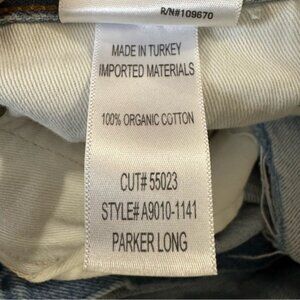 R/N#109670
MADE IN TURKEY
IMPORTED MATERIALS
100% ORGANIC COTTON
CUT# 55023
STYLE# A9010-1141
PARKER LONG